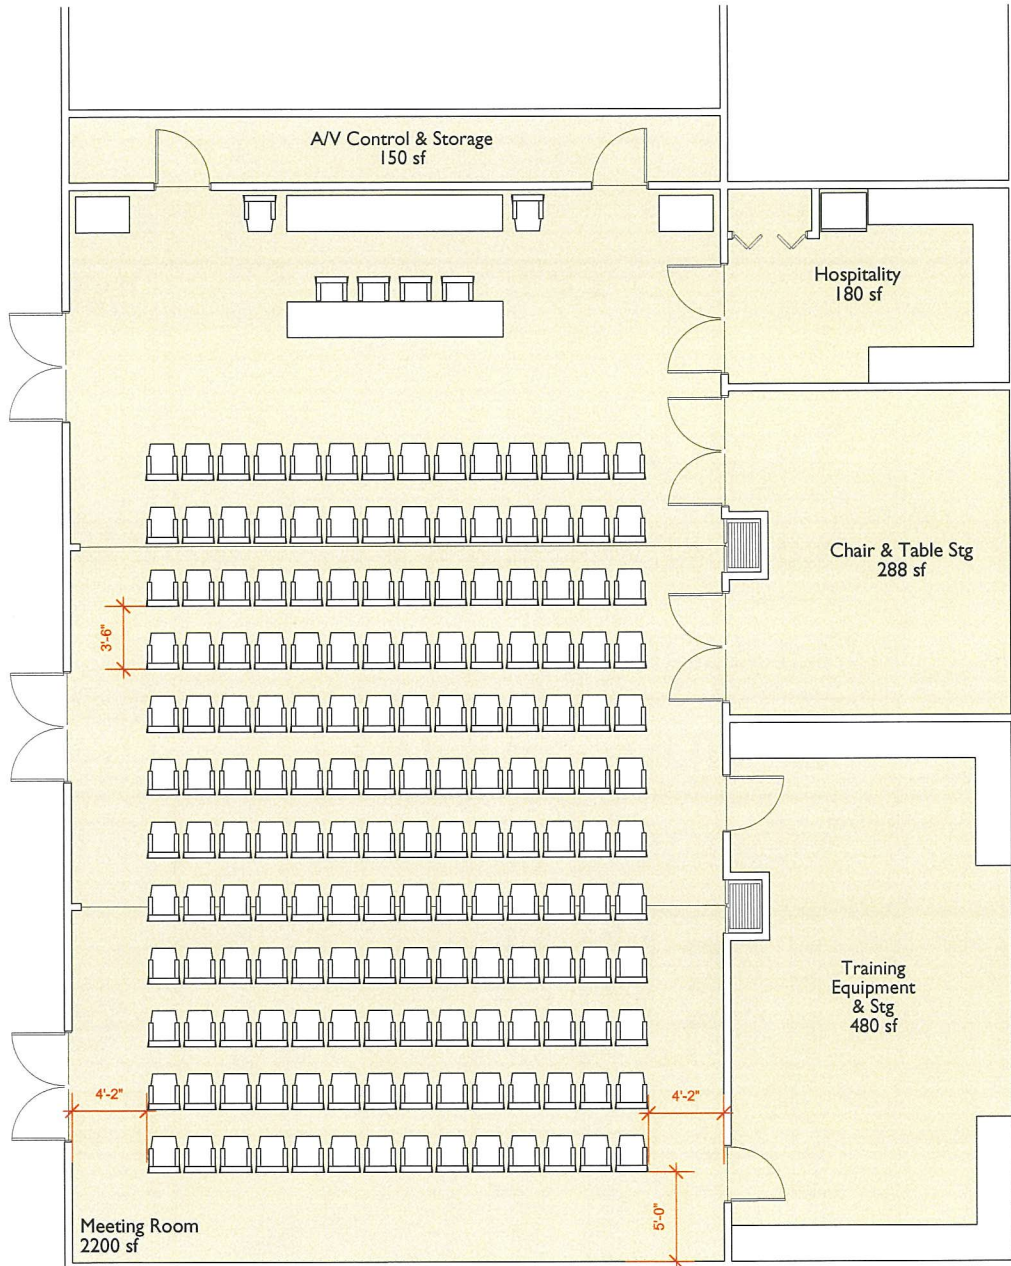 A/V Control & Storage
150 sf
Hospitality
180 sf
Chair & Table Stg
288 sf
3'-6"
Training
Equipment
& Stg
480 sf
4'-2"
4'-2"
5'-0"
Meeting Room
2200 sf